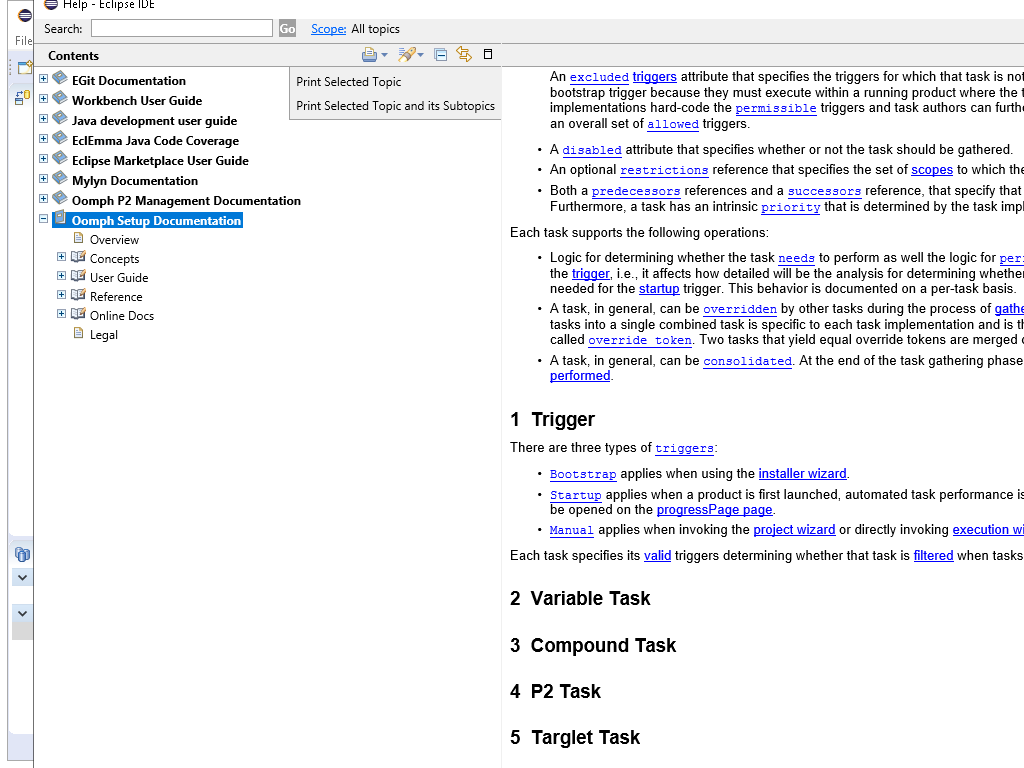 Help - Eclipse IDE
File
Search:
Go
Scope: All topics
Contents
Print Selected Topic
Print Selected Topic and its Subtopics
EGit Documentation
Workbench User Guide
Java development user guide
EclEmma Java Code Coverage
Eclipse Marketplace User Guide
Mylyn Documentation
Oomph P2 Management Documentation
Oomph Setup Documentation
Overview
Concepts
User Guide
Reference
Online Docs
Legal
An excluded triggers attribute that specifies the triggers for which that task is not
bootstrap trigger because they must execute within a running product where the t
implementations hard-code the permissible triggers and task authors can furthe
an overall set of allowed triggers.
• A disabled attribute that specifies whether or not the task should be gathered.
• An optional restrictions reference that specifies the set of scopes to which the
• Both a predecessors references and a successors reference, that specify that
Furthermore, a task has an intrinsic priority that is determined by the task impl
Each task supports the following operations:
• Logic for determining whether the task needs to perform as well the logic for per
the trigger, i.e., it affects how detailed will be the analysis for determining whether
needed for the startup trigger. This behavior is documented on a per-task basis.
• A task, in general, can be overridden by other tasks during the process of gathe
tasks into a single combined task is specific to each task implementation and is th
called override token. Two tasks that yield equal override tokens are merged o
• A task, in general, can be consolidated. At the end of the task gathering phase
performed.
1 Trigger
There are three types of triggers:
• Bootstrap applies when using the installer wizard.
• Startup applies when a product is first launched, automated task performance is
be opened on the progressPage page.
• Manual applies when invoking the project wizard or directly invoking execution wi
Each task specifies its valid triggers determining whether that task is filtered when tasks
2 Variable Task
3 Compound Task
4 P2 Task
5 Targlet Task